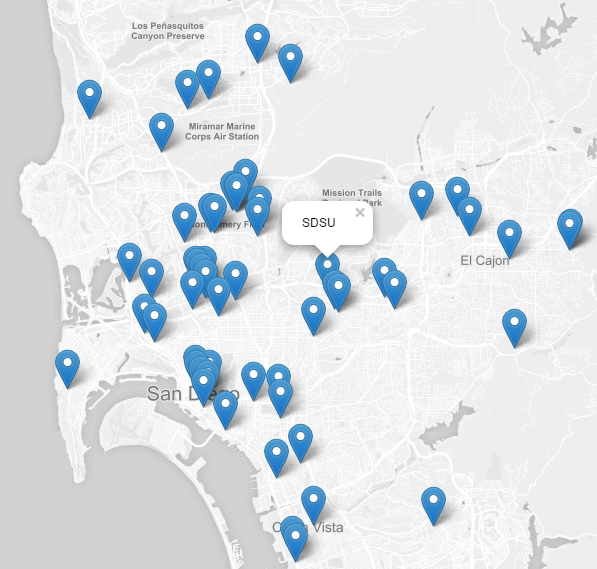 Los Peñasquitos
Canyon Preserve
Miramar Marine
Corps Air Station
Mission Trails
Park
SDSU
×
El Cajon
San Diego
Vista